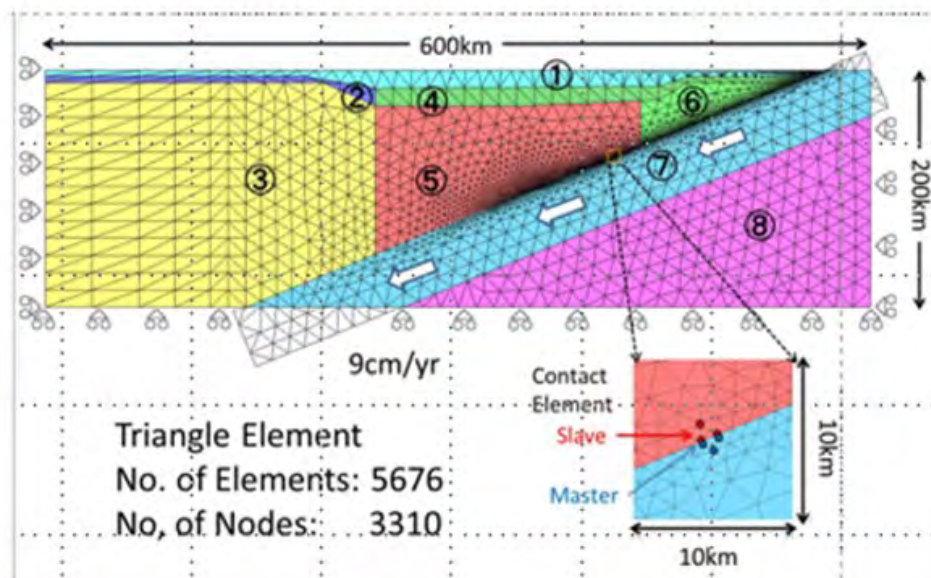 600km
①
②
④
⑥
③
⑤
⑦
⑧
200km
9cm/yr
Contact
Element
Slave
Master
10km
10km
Triangle Element
No. of Elements: 5676
No, of Nodes: 3310